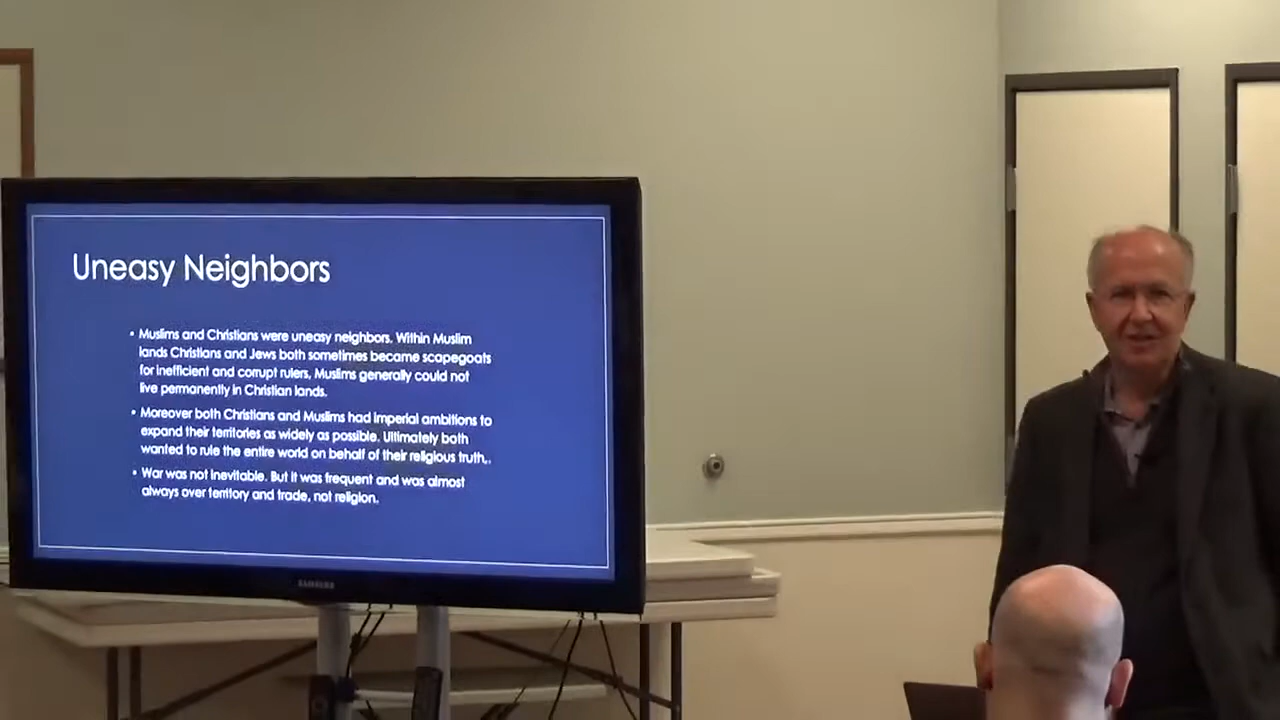 Uneasy Neighbors
• Muslims and Christians were uneasy neighbors. Within Muslim
lands Christians and Jews both sometimes became scapegoats
for inefficient and corrupt rulers, Muslims generally could not
live permanently in Christian lands.
• Moreover both Christians and Muslims had imperial ambitions to
expand their territories as widely as possible. Ultimately both
wanted to rule the entire world on behalf of their religious truth,.
• War was not inevitable. But it was frequent and was almost
always over territory and trade, not religion.
SAMSUNG